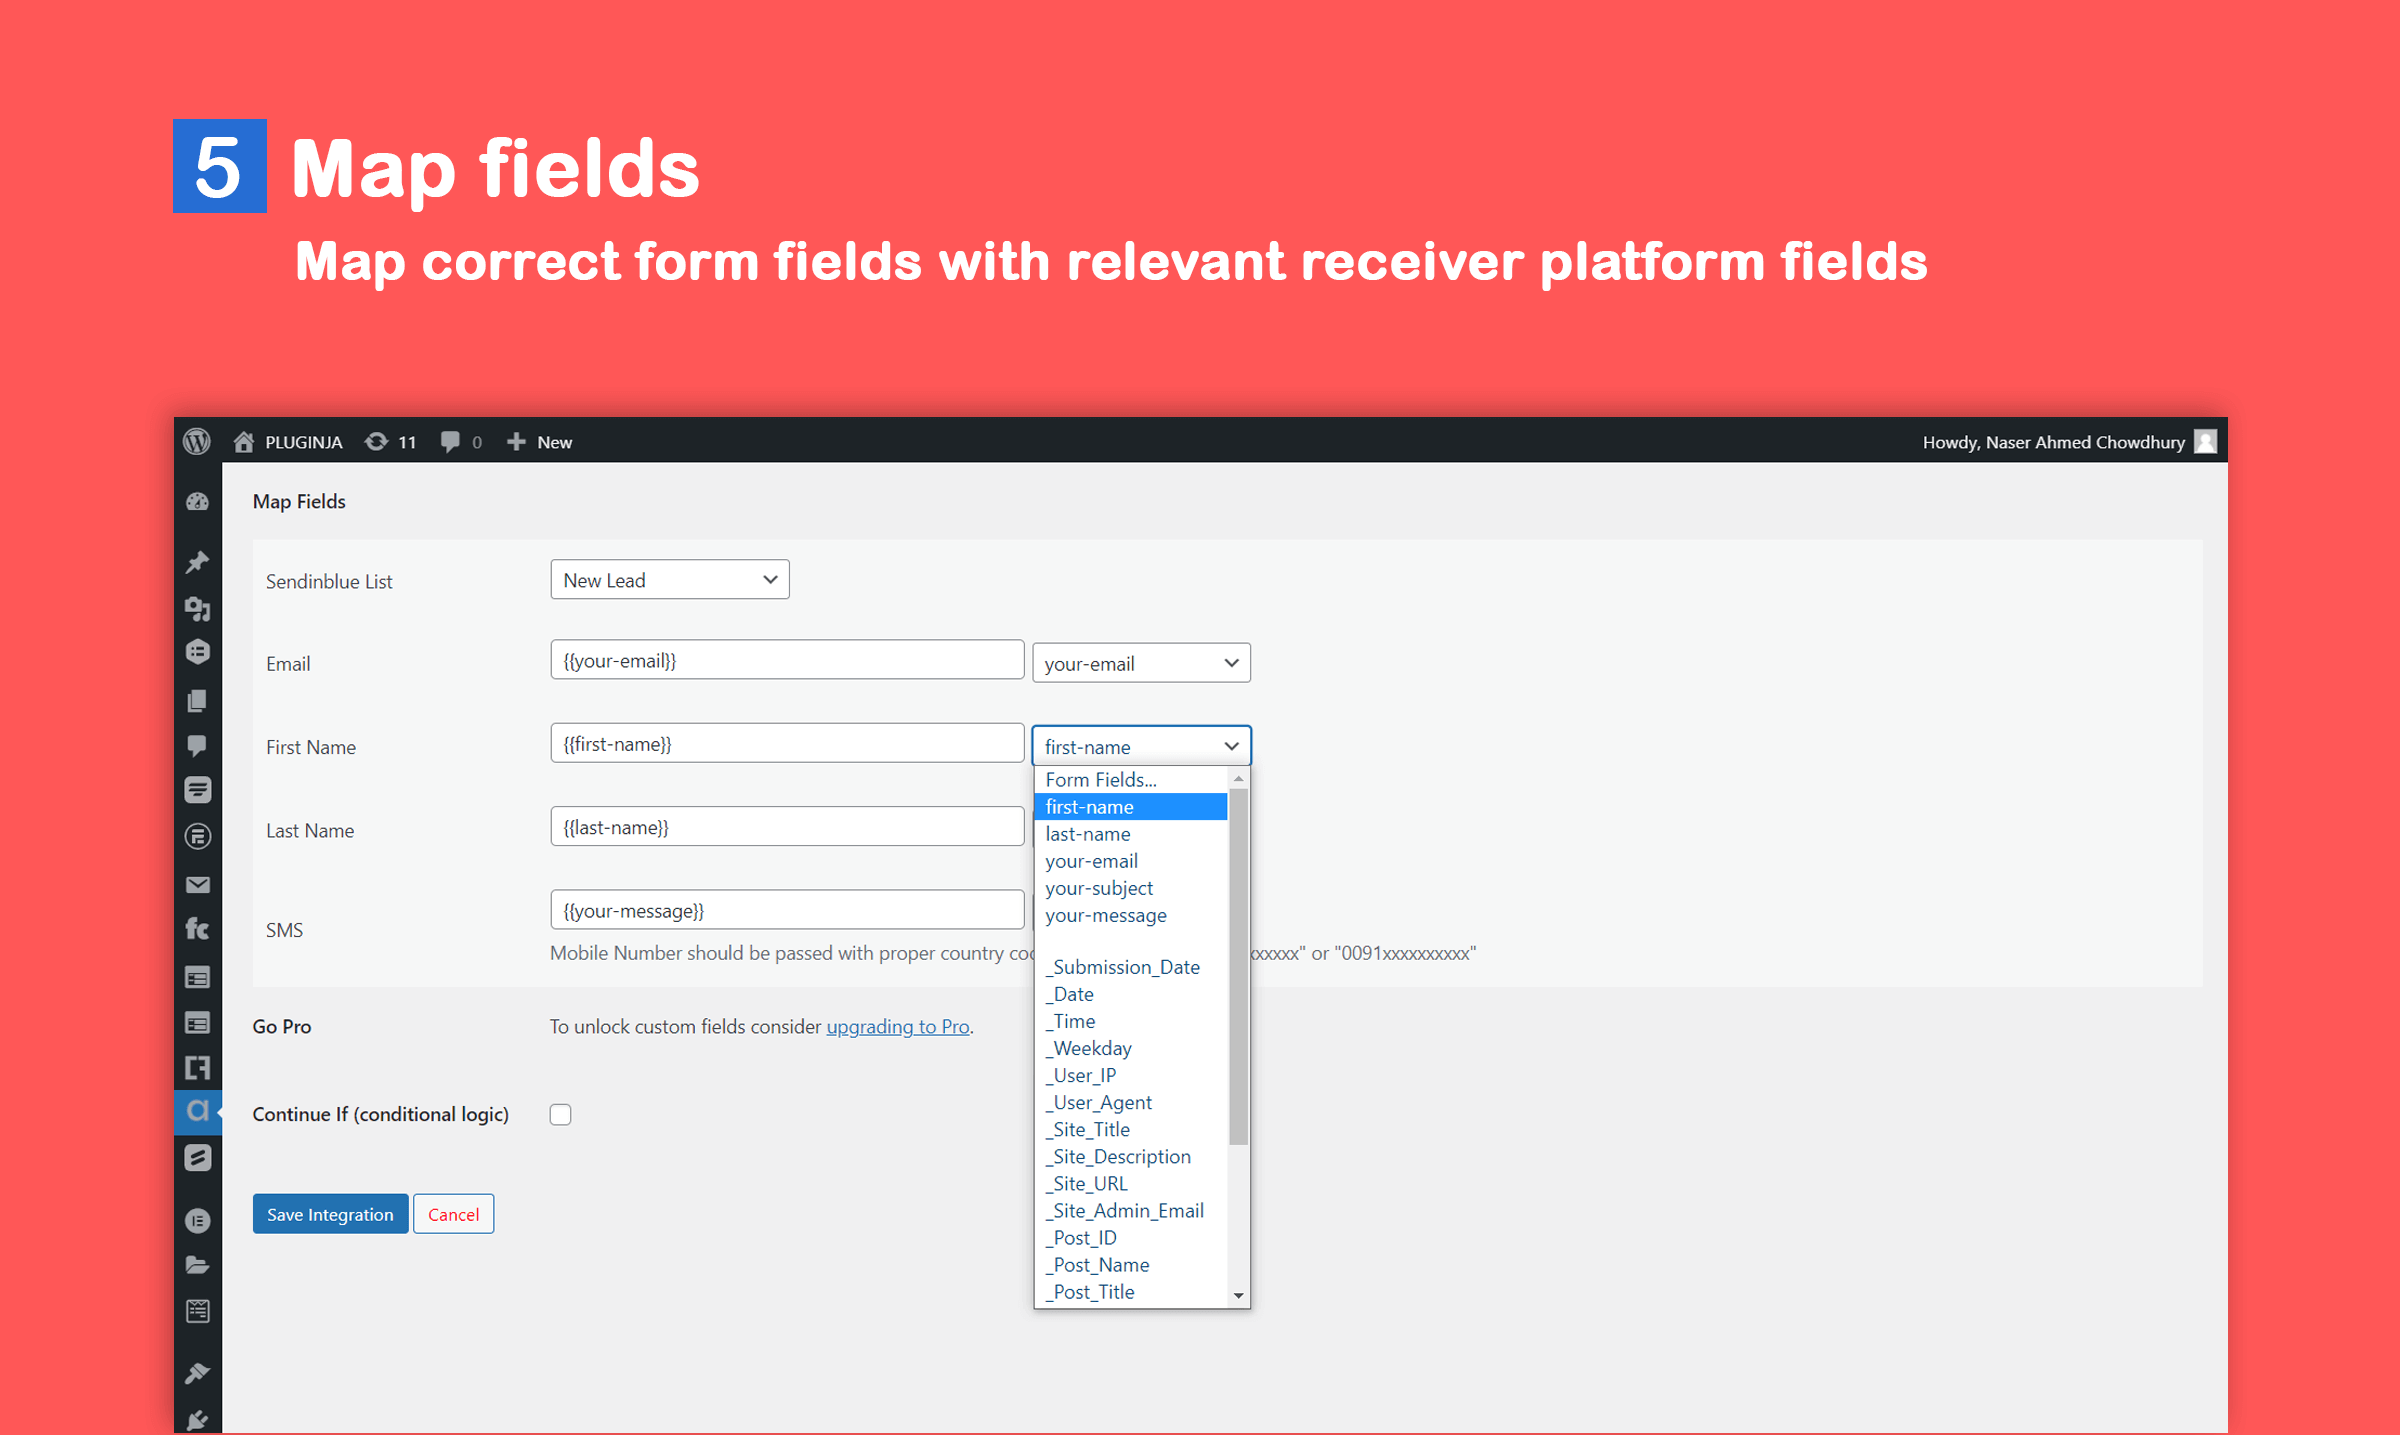 5 Map fields
Map correct form fields with relevant receiver platform fields
PLUGINJA 11 0 New Howdy, Naser Ahmed Chowdhury
Map Fields
Sendinblue List New Lead
Email {{your-email}} your-email
First Name {{first-name}} first-name
Form Fields...
first-name
Last Name {{last-name}} last-name
your-email
your-subject
SMS {{your-message}} your-message
Mobile Number should be passed with proper country xxxxxx" or "0091xxxxxxxxxx"
_Submission_Date
_Date
Go Pro To unlock custom fields consider upgrading to Pro. _Time
_Weekday
_User_IP
Continue If (conditional logic) _User_Agent
_Site_Title
_Site_Description
_Site_URL
Save Integration Cancel _Site_Admin_Email
_Post_ID
_Post_Name
_Post_Title